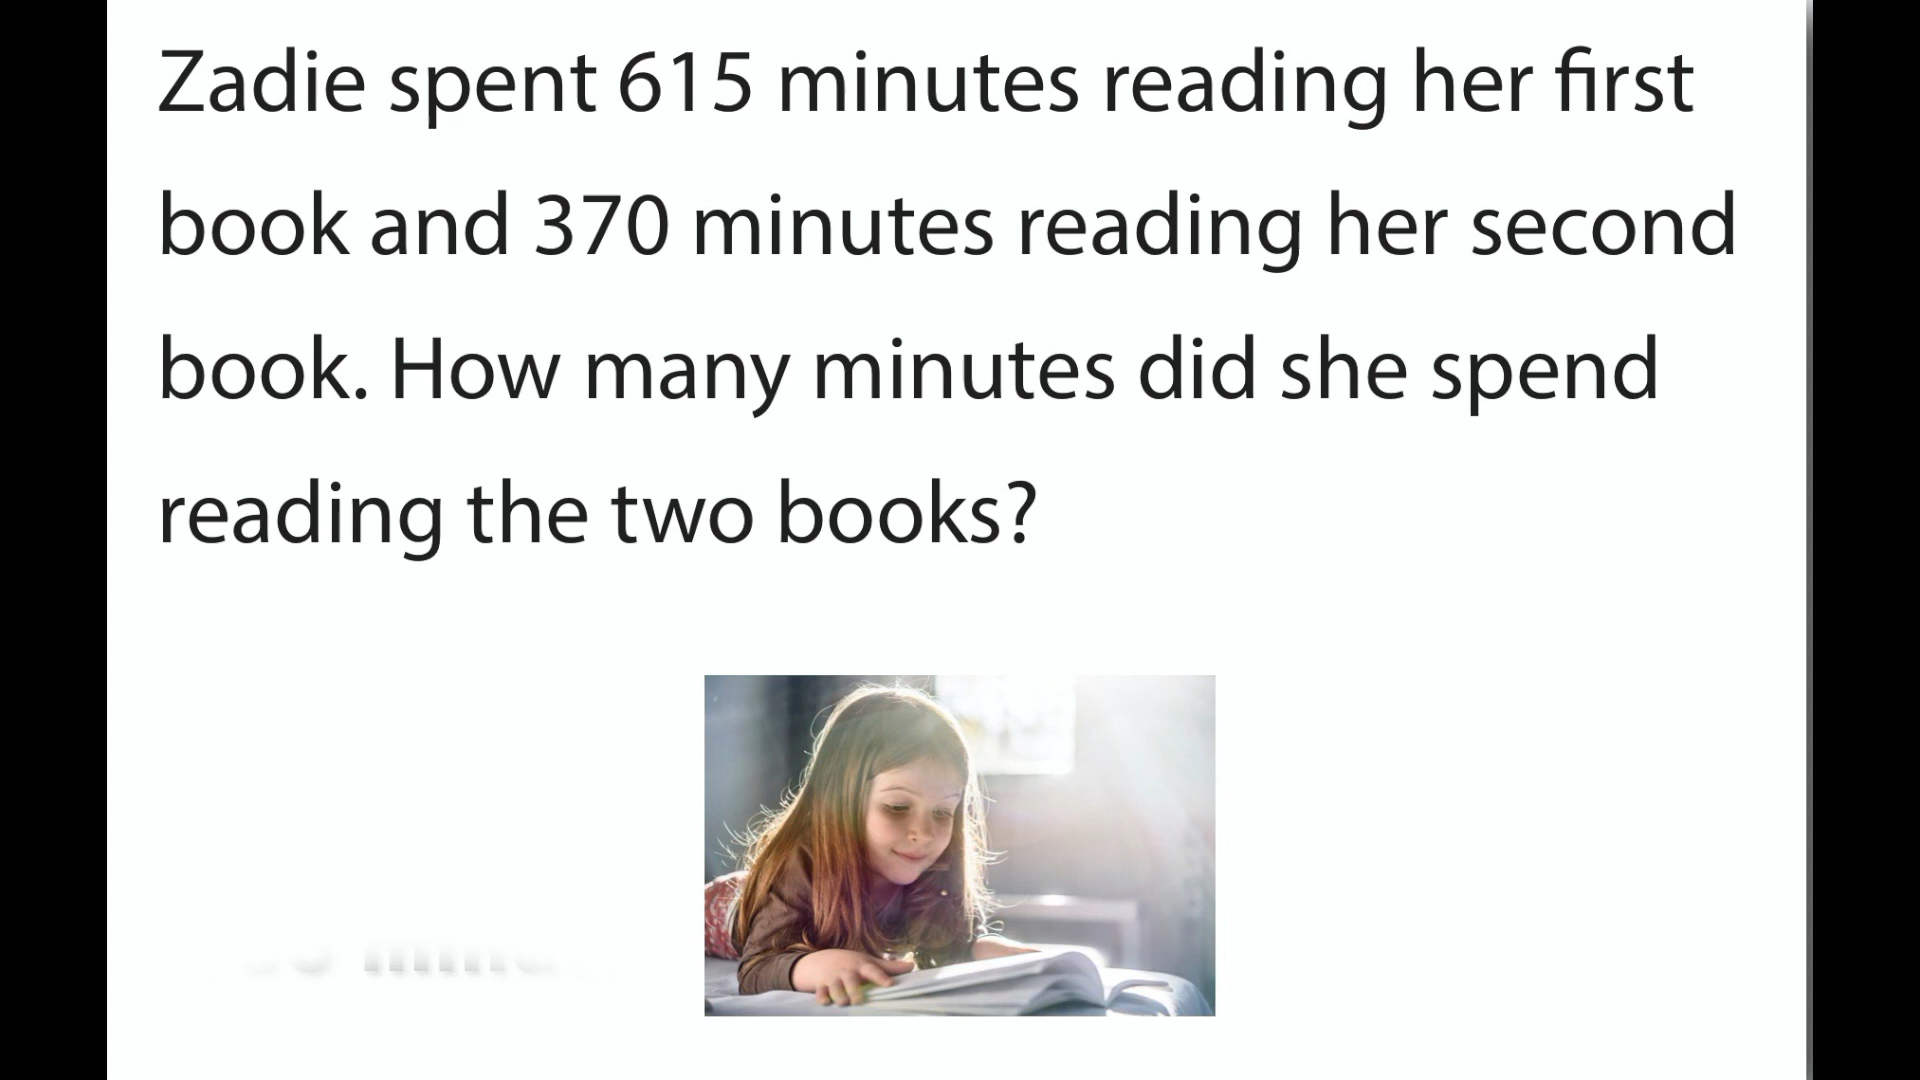 Zadie spent 615 minutes reading her first
book and 370 minutes reading her second
book. How many minutes did she spend
reading the two books?